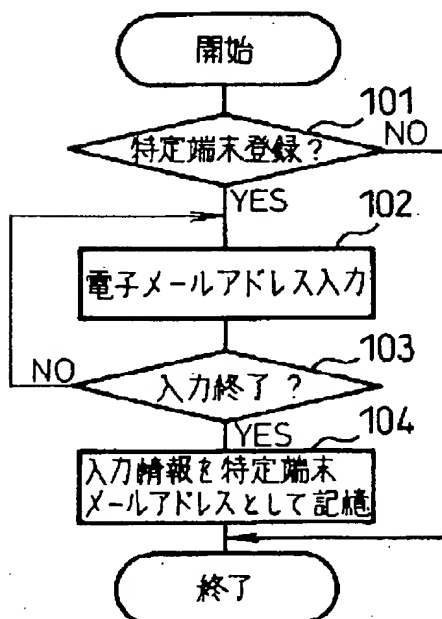 開始
101
特定端末登録?
NO
YES
102
電子メールアドレス入力
103
NO
入力終了?
YES
104
入力情報を特定端末
メールアドレスとして記憶
終了